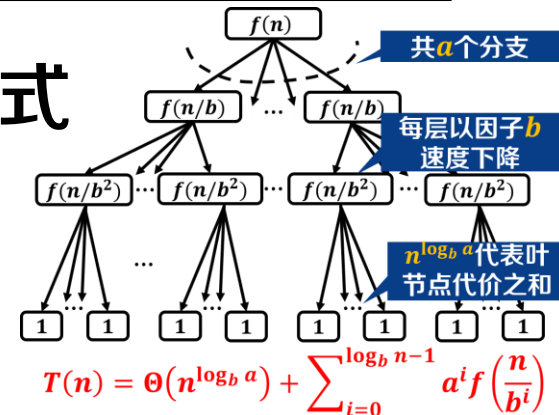 f(n)
共a个分支
式
f(n/b) ... f(n/b)
每层以因子b
速度下降
f(n/b²) ... f(n/b²) ... f(n/b²) ... f(n/b²)
n^{log_b a}代表叶
节点代价之和
...
... ... ... ...
1 1 1 1 1 1 1 1
T(n) = Θ(n^{log_b a}) + ∑_{i=0}^{log_b n−1} a^i f(n/b^i)